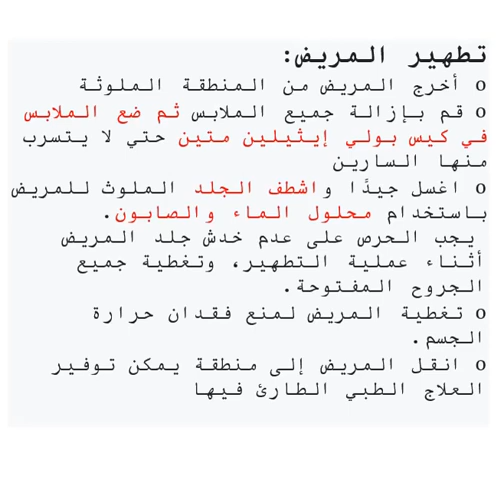 تطهير المريض:
o أخرج المريض من المنطقة الملوثة
o قم بإزالة جميع الملابس ثم ضع الملابس
في كيس بولي إيثيلين متين حتي لا يتسرب
منها السارين
o اغسل جيدًا واشطف الجلد الملوث للمريض
باستخدام محلول الماء والصابون.
يجب الحرص على عدم خدش جلد المريض
أثناء عملية التطهير، وتغطية جميع
الجروح المفتوحة.
o تغطية المريض لمنع فقدان حرارة
الجسم.
o انقل المريض إلى منطقة يمكن توفير
العلاج الطبي الطارئ فيها